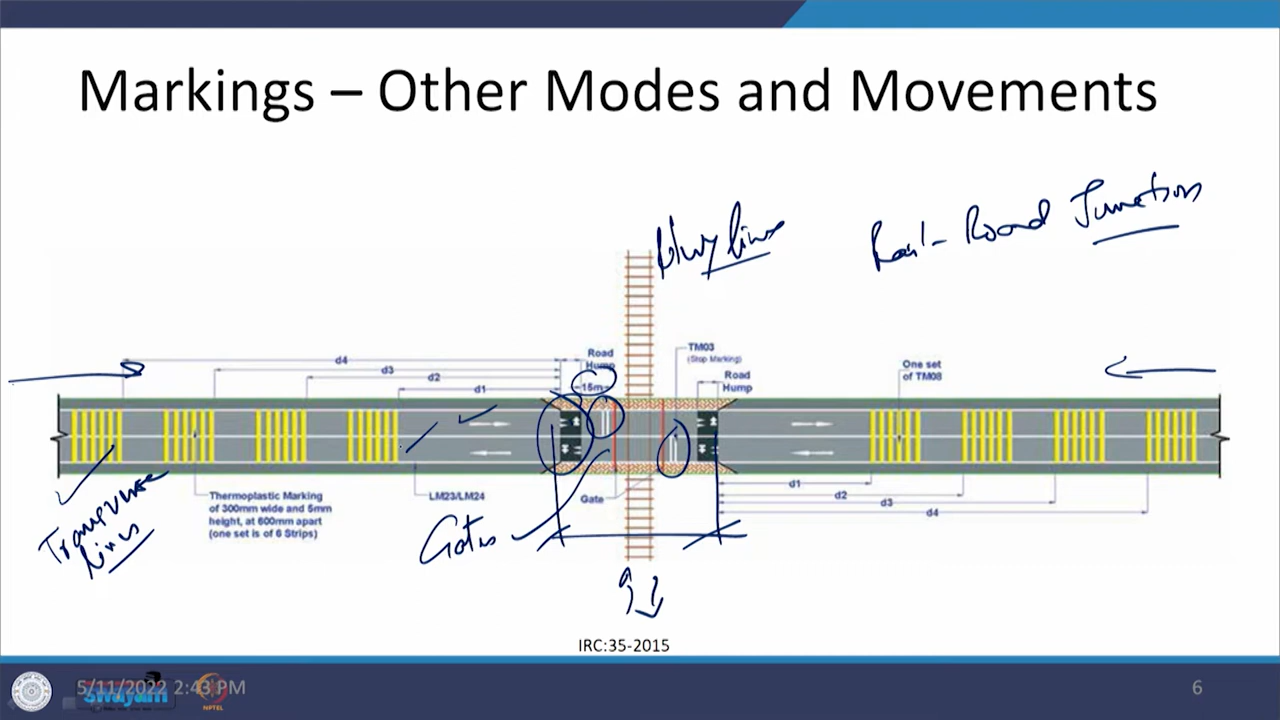 Markings – Other Modes and Movements
Rail-Road Junction
d4
d3
d2
d1
Road
Hump
15m
TM03
(Stop Marking)
Road
Hump
One set
of TM08
Thermoplastic Marking
of 300mm wide and 5mm
height, at 600mm apart
(one set is of 6 Strips)
LM23/LM24
Gate
d1
d2
d3
d4
Transverse
lines
Gates
IRC:35-2015
5/11/2022 2:43 PM
swayam
NPTEL
6